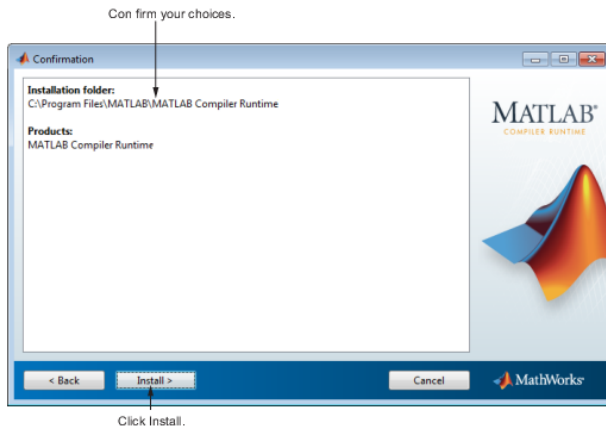 Con firm your choices.
Confirmation
Installation folder:
C:\Program Files\MATLAB\MATLAB Compiler Runtime
Products:
MATLAB Compiler Runtime
MATLAB®
COMPILER RUNTIME
< Back
Install >
Cancel
MathWorks®
Click Install.